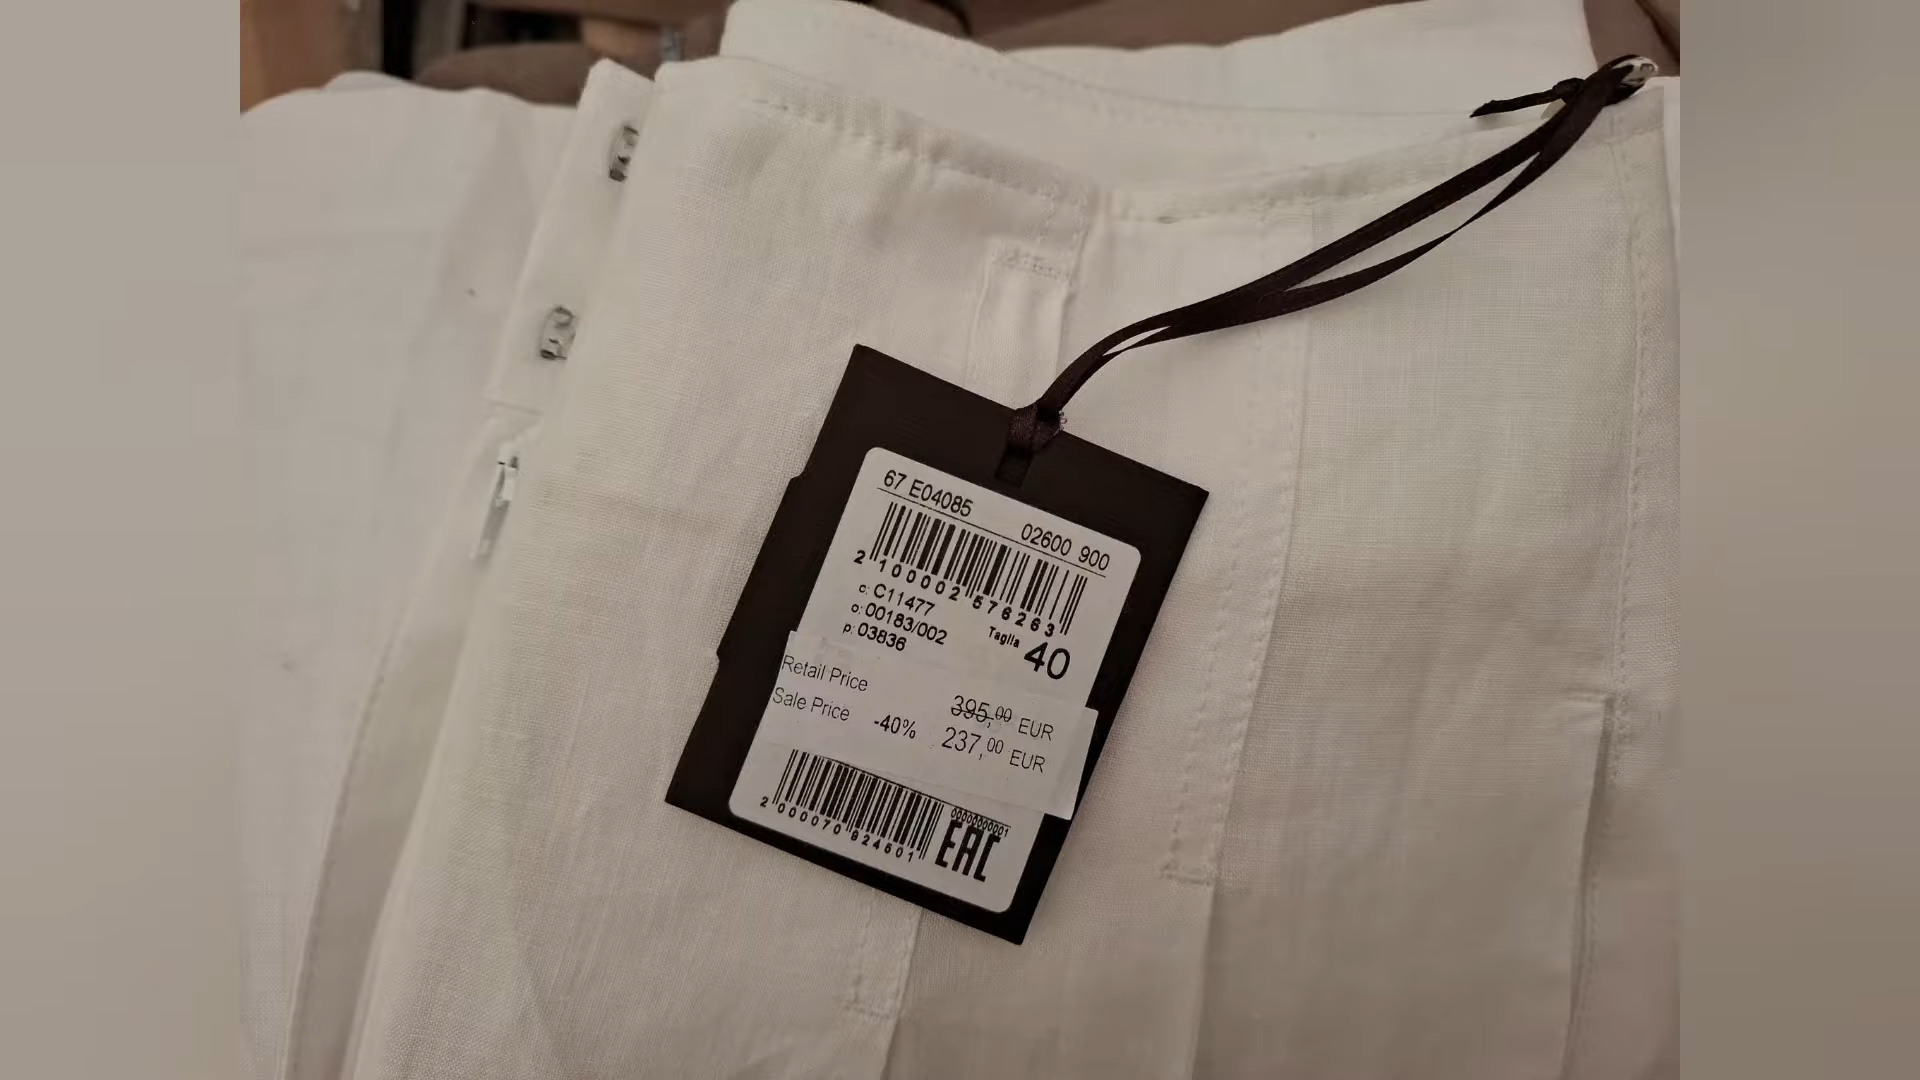 67 E04085 02600 900
2 100002 576263
c: C11477
o: 00183/002
p: 03836
Taglia 40
Retail Price 395,00 EUR
Sale Price -40% 237,00 EUR
2 000070 924601
00000000001
EAC